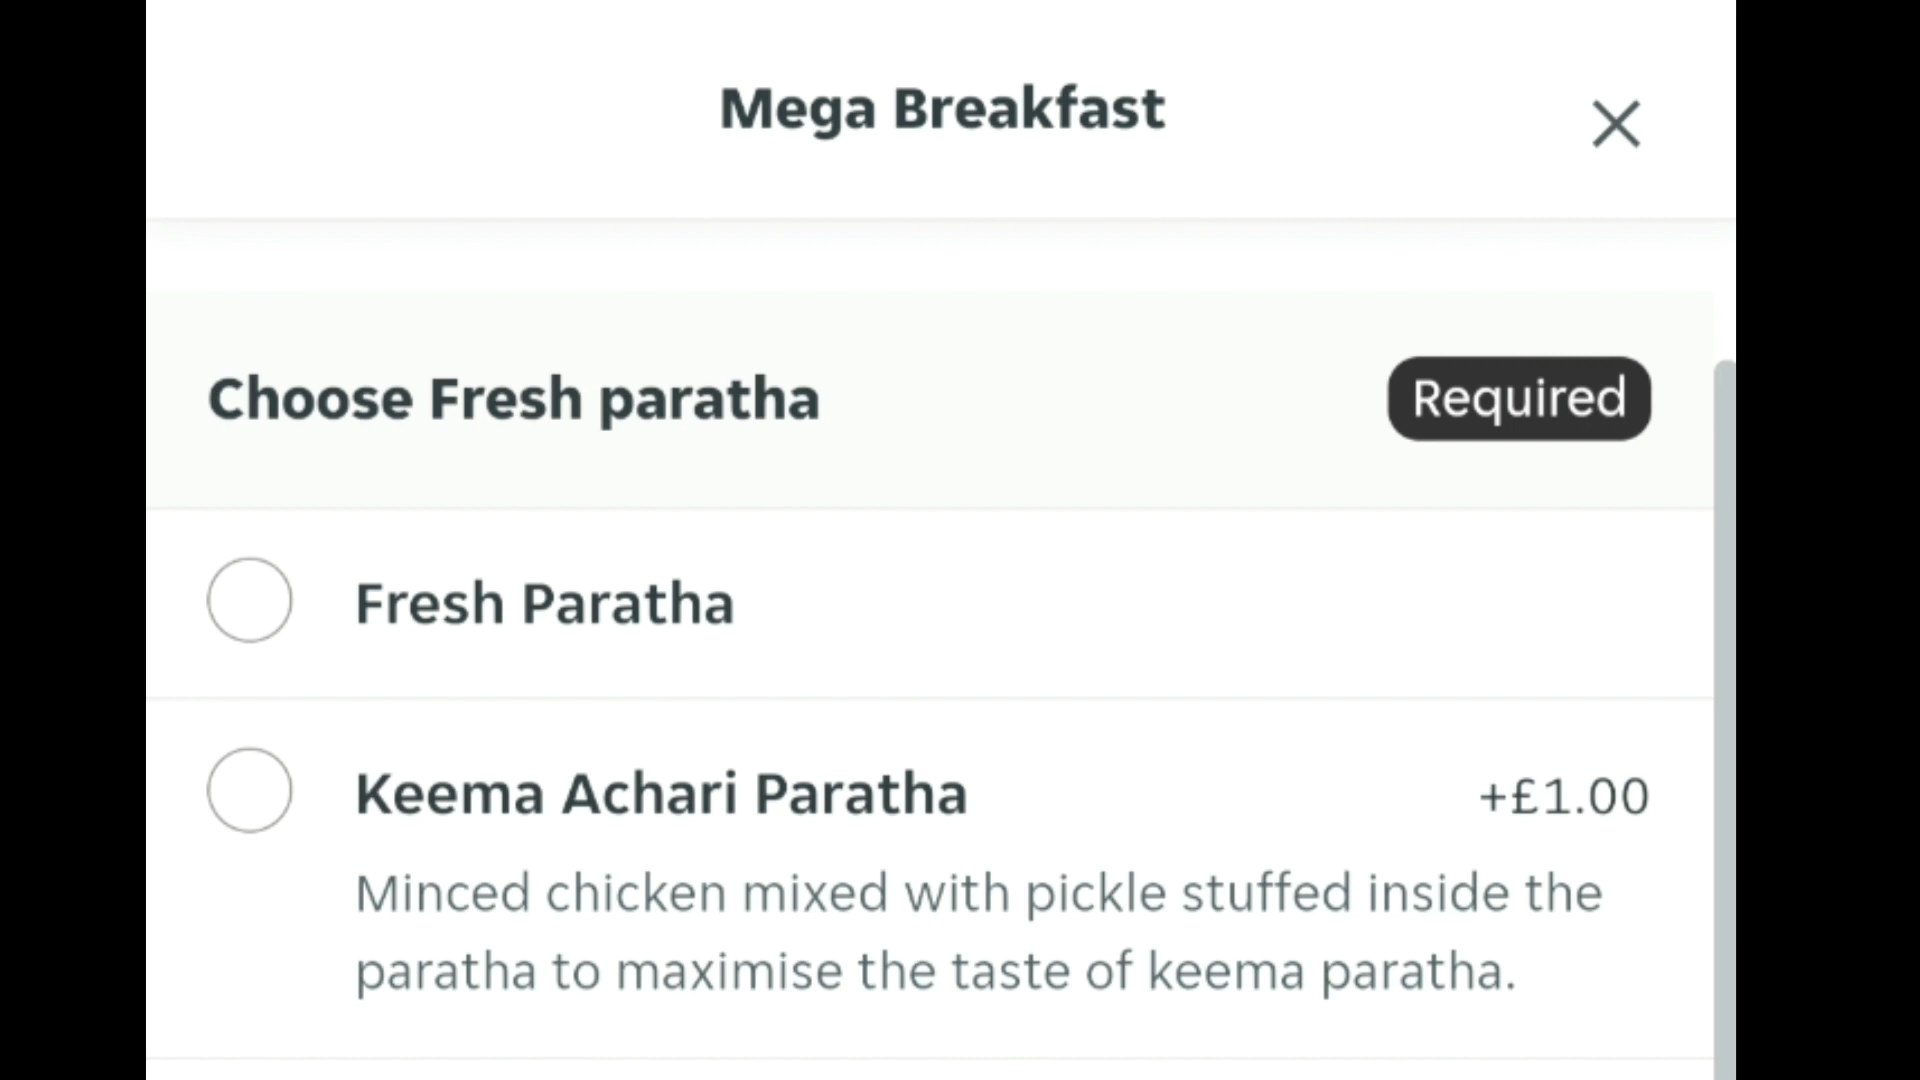 Mega Breakfast
Choose Fresh paratha
Required
Fresh Paratha
Keema Achari Paratha
+£1.00
Minced chicken mixed with pickle stuffed inside the
paratha to maximise the taste of keema paratha.